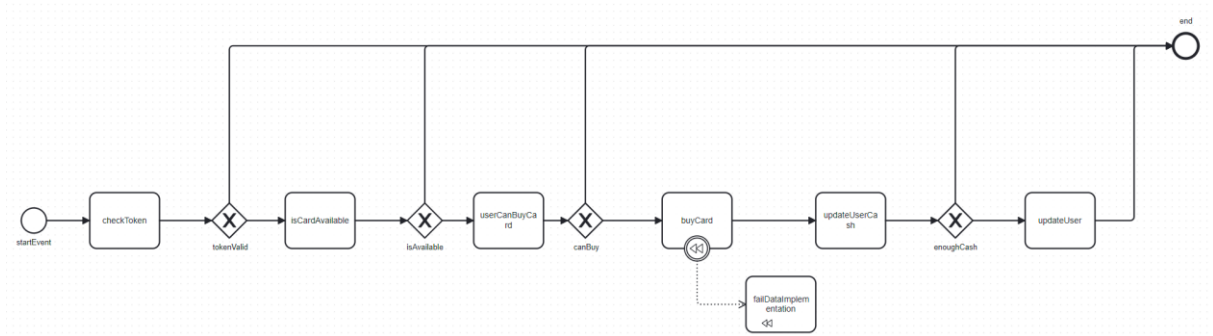 end
checkToken
isCardAvailable
userCanBuyCa
rd
buyCard
updateUserCa
sh
updateUser
startEvent
tokenValid
isAvailable
canBuy
enoughCash
failDataImplem
entation